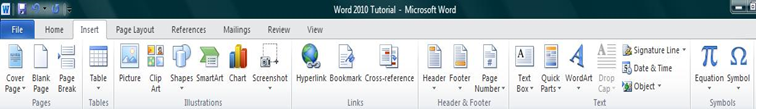 Word 2010 Tutorial - Microsoft Word
File Home Insert Page Layout References Mailings Review View
Cover Page Blank Page Page Break Table Picture Clip Art Shapes SmartArt Chart Screenshot Hyperlink Bookmark Cross-reference Header Footer Page Number Text Box Quick Parts WordArt Drop Cap Signature Line Date & Time Object Equation Symbol
Pages Tables Illustrations Links Header & Footer Text Symbols